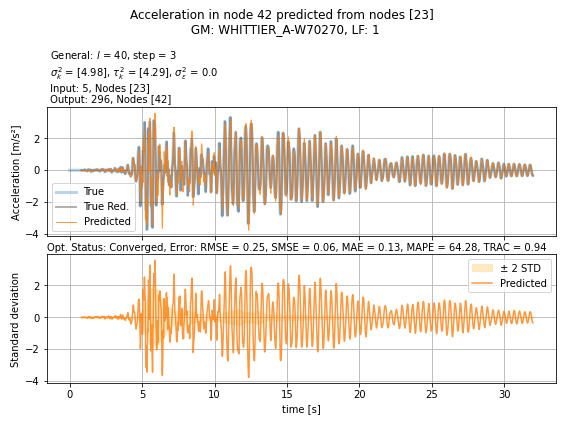 Acceleration in node 42 predicted from nodes [23]
GM: WHITTIER_A-W70270, LF: 1
General: l = 40, step = 3
σ²ₖ = [4.98], τ²ₖ = [4.29], σ²ε = 0.0
Input: 5, Nodes [23]
Output: 296, Nodes [42]
Acceleration [m/s²]
2
0
−2
−4
True
True Red.
Predicted
Opt. Status: Converged, Error: RMSE = 0.25, SMSE = 0.06, MAE = 0.13, MAPE = 64.28, TRAC = 0.94
Standard deviation
2
0
−2
−4
± 2 STD
Predicted
0 5 10 15 20 25 30
time [s]